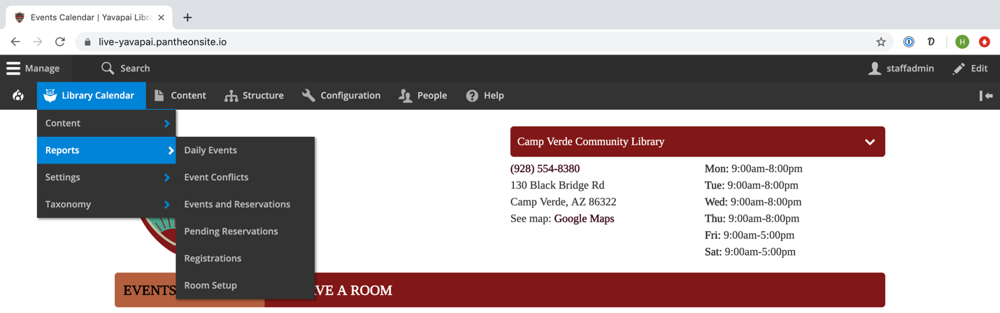 Events Calendar | Yavapai Libra
live-yavapai.pantheonsite.io
H
Manage Search staffadmin Edit
Library Calendar Content Structure Configuration People Help
Content
Reports
Settings
Taxonomy
Daily Events
Event Conflicts
Events and Reservations
Pending Reservations
Registrations
Room Setup
Camp Verde Community Library
(928) 554-8380
130 Black Bridge Rd
Camp Verde, AZ 86322
See map: Google Maps
Mon: 9:00am-8:00pm
Tue: 9:00am-8:00pm
Wed: 9:00am-8:00pm
Thu: 9:00am-8:00pm
Fri: 9:00am-5:00pm
Sat: 9:00am-5:00pm
EVENTS VE A ROOM